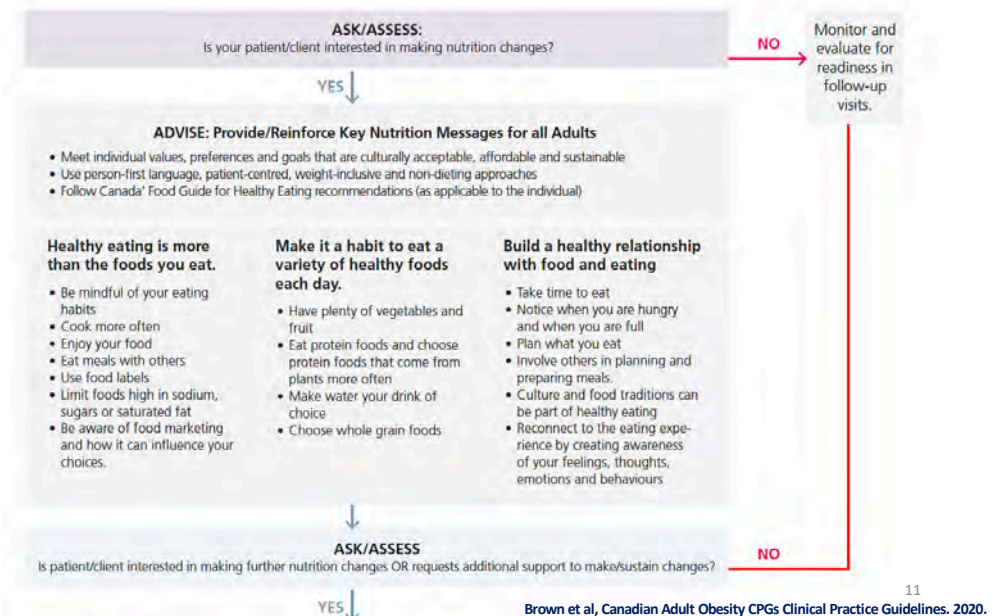 ASK/ASSESS:
Is your patient/client interested in making nutrition changes?
NO
Monitor and
evaluate for
readiness in
follow-up
visits.
YES
ADVISE: Provide/Reinforce Key Nutrition Messages for all Adults
• Meet individual values, preferences and goals that are culturally acceptable, affordable and sustainable
• Use person-first language, patient-centred, weight-inclusive and non-dieting approaches
• Follow Canada' Food Guide for Healthy Eating recommendations (as applicable to the individual)
Healthy eating is more
than the foods you eat.
• Be mindful of your eating
habits
• Cook more often
• Enjoy your food
• Eat meals with others
• Use food labels
• Limit foods high in sodium,
sugars or saturated fat
• Be aware of food marketing
and how it can influence your
choices.
Make it a habit to eat a
variety of healthy foods
each day.
• Have plenty of vegetables and
fruit
• Eat protein foods and choose
protein foods that come from
plants more often
• Make water your drink of
choice
• Choose whole grain foods
Build a healthy relationship
with food and eating
• Take time to eat
• Notice when you are hungry
and when you are full
• Plan what you eat
• Involve others in planning and
preparing meals.
• Culture and food traditions can
be part of healthy eating
• Reconnect to the eating expe-
rience by creating awareness
of your feelings, thoughts,
emotions and behaviours
ASK/ASSESS
Is patient/client interested in making further nutrition changes OR requests additional support to make/sustain changes?
NO
YES
11
Brown et al, Canadian Adult Obesity CPGs Clinical Practice Guidelines. 2020.